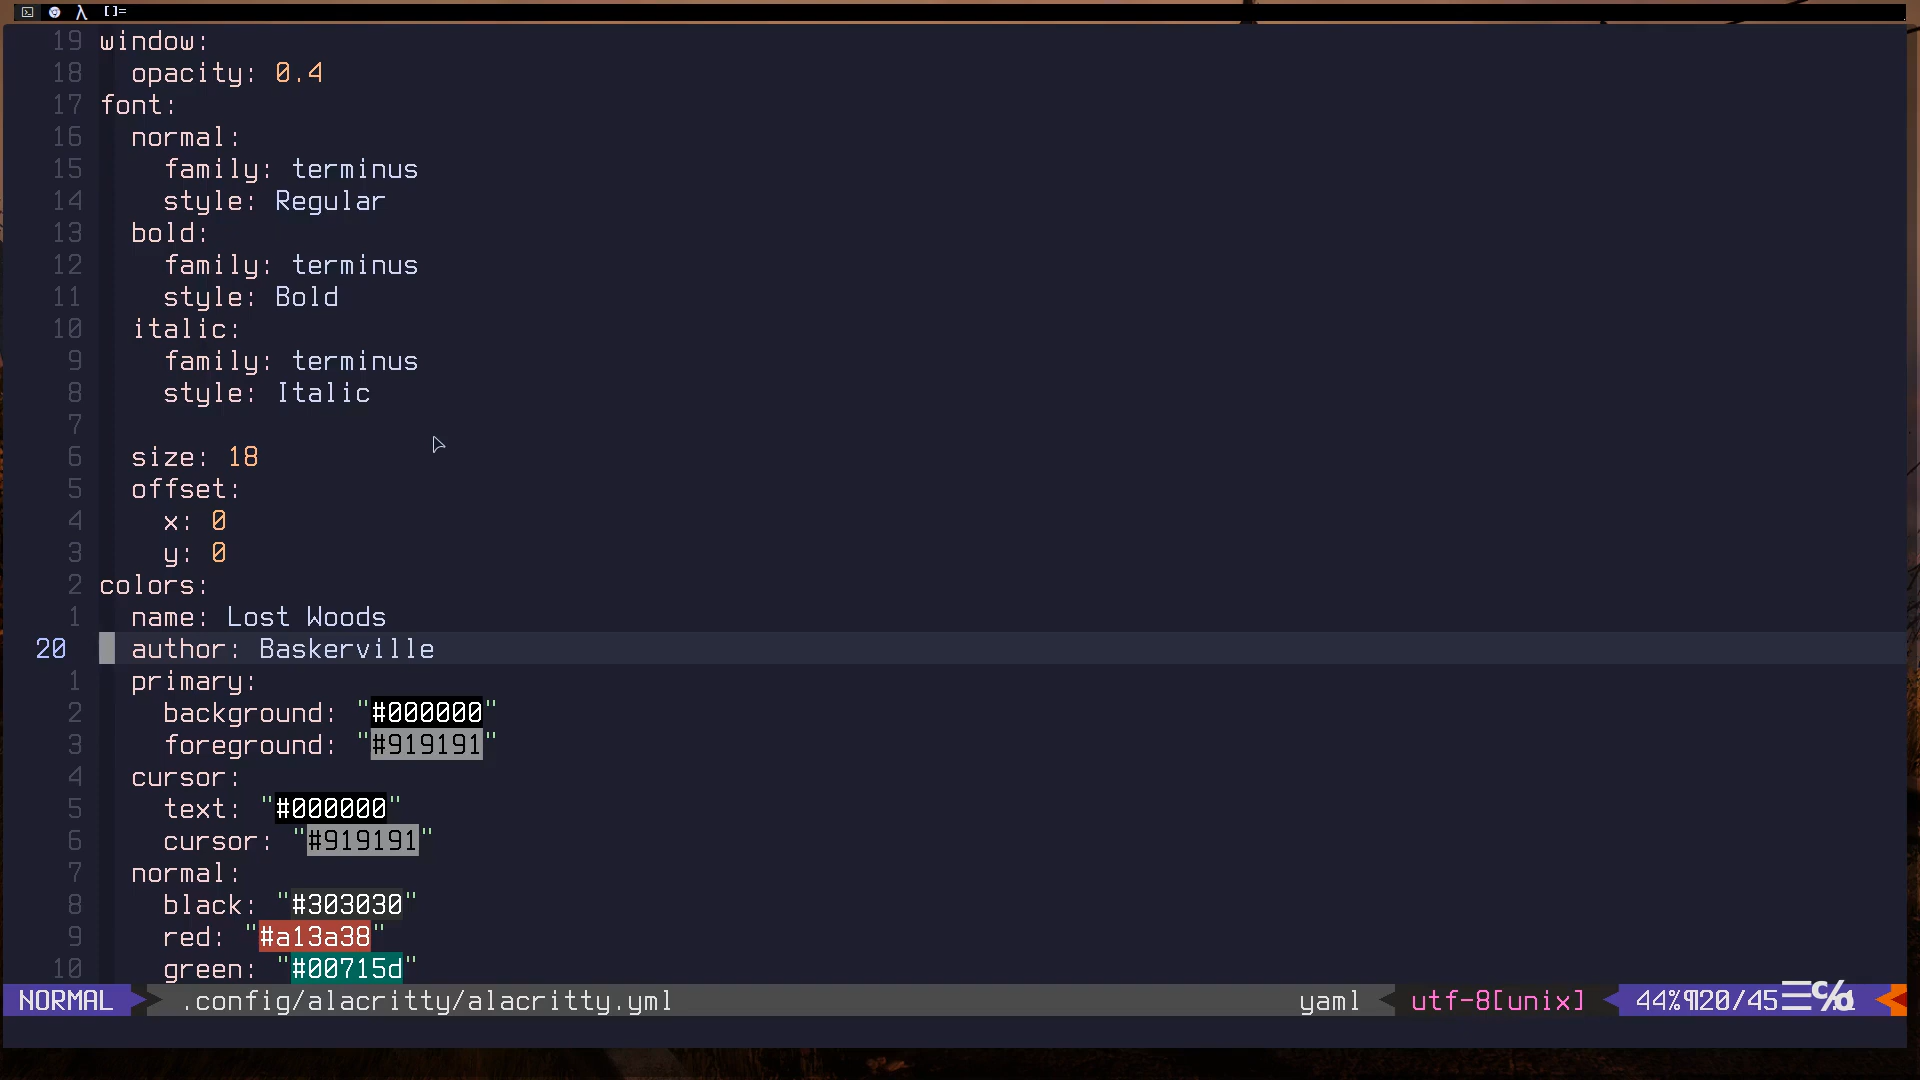 λ []=
19 window:
18 opacity: 0.4
17 font:
16 normal:
15 family: terminus
14 style: Regular
13 bold:
12 family: terminus
11 style: Bold
10 italic:
9 family: terminus
8 style: Italic
7
6 size: 18
5 offset:
4 x: 0
3 y: 0
2 colors:
1 name: Lost Woods
20 author: Baskerville
1 primary:
2 background: "#000000"
3 foreground: "#919191"
4 cursor:
5 text: "#000000"
6 cursor: "#919191"
7 normal:
8 black: "#303030"
9 red: "#a13a38"
10 green: "#00715d"
NORMAL .config/alacritty/alacritty.yml yaml utf-8[unix] 44%¶20/45